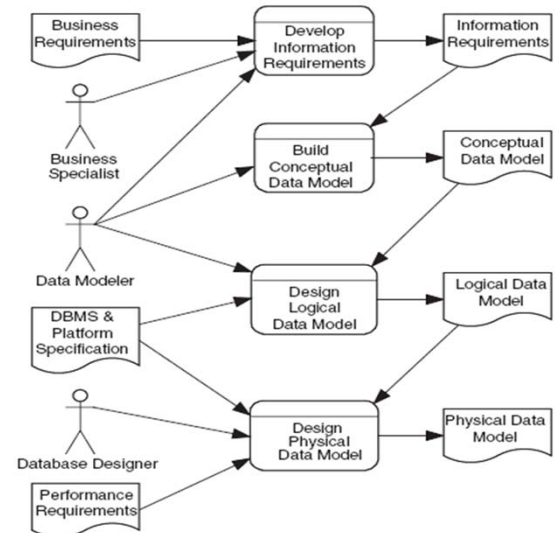 Business
Requirements
Develop
Information
Requirements
Information
Requirements
Business
Specialist
Build
Conceptual
Data Model
Conceptual
Data Model
Data Modeler
DBMS &
Platform
Specification
Design
Logical
Data Model
Logical Data
Model
Database Designer
Design
Physical
Data Model
Physical Data
Model
Performance
Requirements